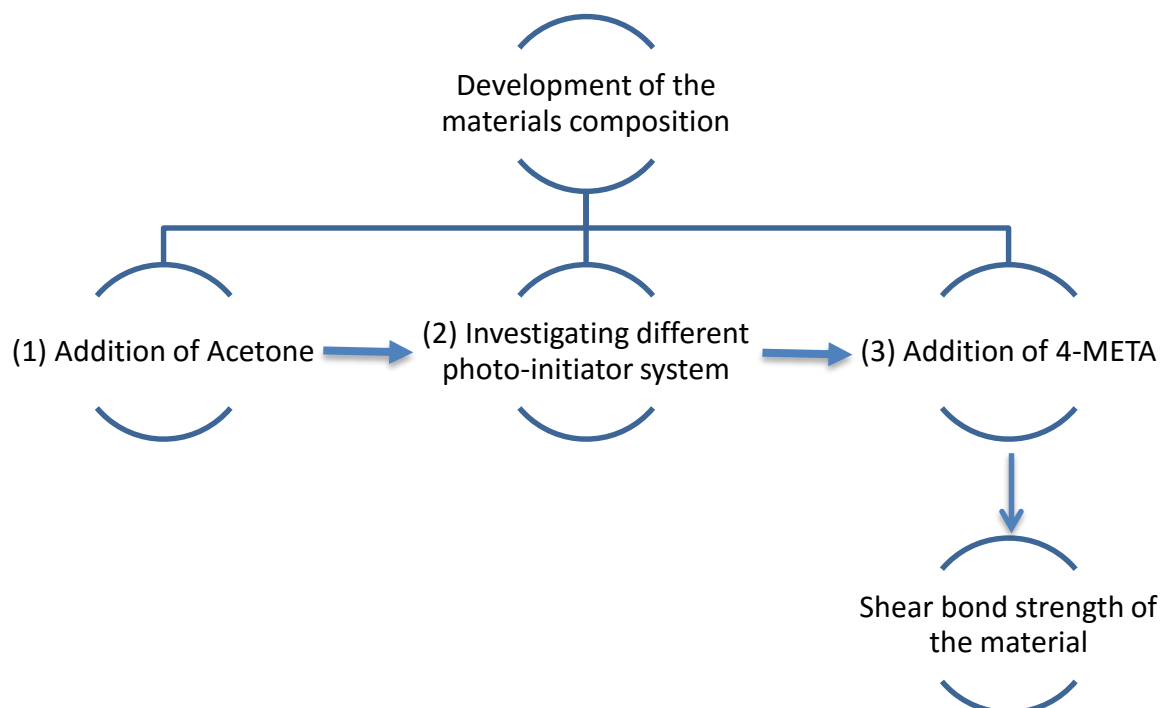 Development of the
materials composition
(1) Addition of Acetone
(2) Investigating different
photo-initiator system
(3) Addition of 4-META
Shear bond strength of
the material